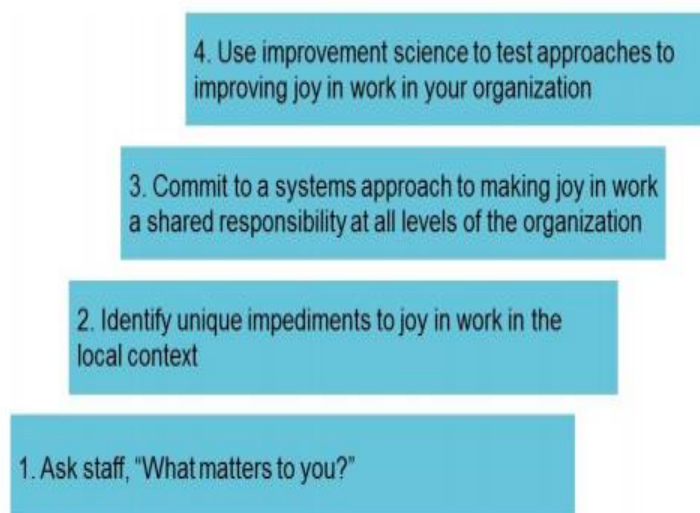 4. Use improvement science to test approaches to
improving joy in work in your organization
3. Commit to a systems approach to making joy in work
a shared responsibility at all levels of the organization
2. Identify unique impediments to joy in work in the
local context
1. Ask staff, “What matters to you?”